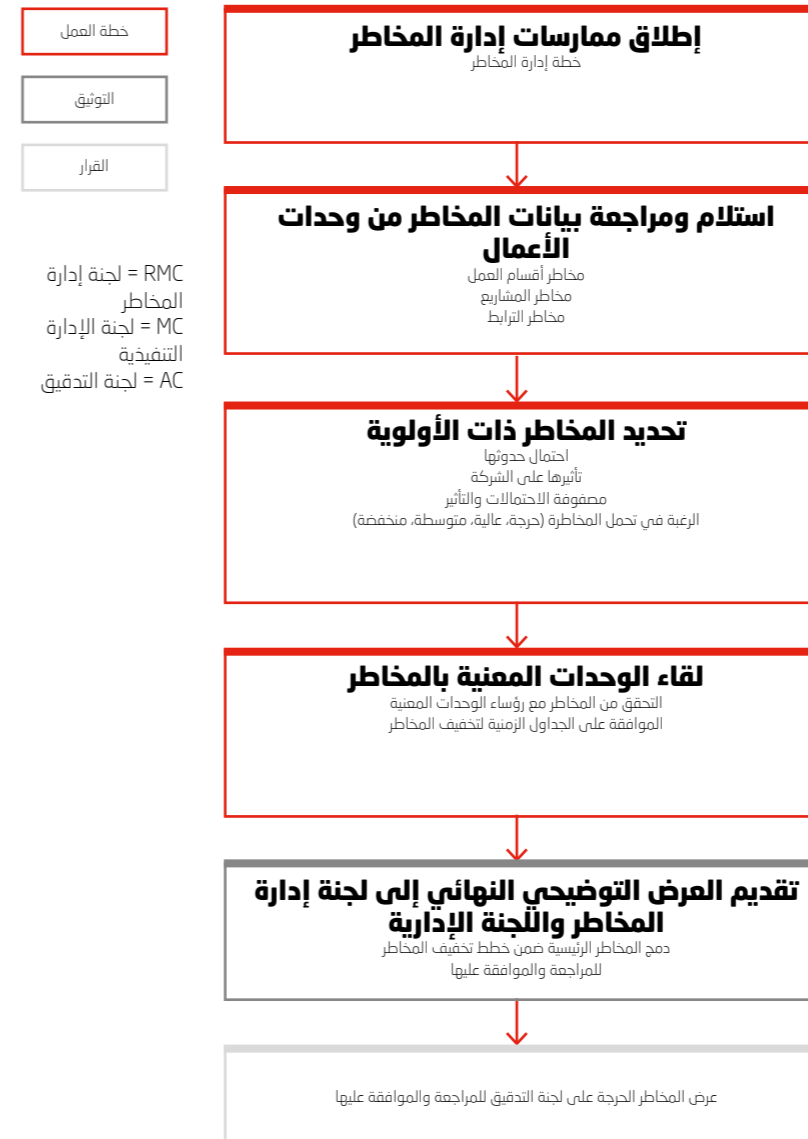 خطة العمل
التوثيق
القرار
RMC = لجنة إدارة
المخاطر
MC = لجنة الإدارة
التنفيذية
AC = لجنة التدقيق
إطلاق ممارسات إدارة المخاطر
خطة إدارة المخاطر
استلام ومراجعة بيانات المخاطر من وحدات
الأعمال
مخاطر أقسام العمل
مخاطر المشاريع
مخاطر الترابط
تحديد المخاطر ذات الأولوية
احتمال حدوثها
تأثيرها على الشركة
مصفوفة الاحتمالات والتأثير
الرغبة في تحمل المخاطرة (حرجة، عالية، متوسطة، منخفضة)
لقاء الوحدات المعنية بالمخاطر
التحقق من المخاطر مع رؤساء الوحدات المعنية
الموافقة على الجداول الزمنية لتخفيف المخاطر
تقديم العرض التوضيحي النهائي إلى لجنة إدارة
المخاطر واللجنة الإدارية
دمج المخاطر الرئيسية ضمن خطط تخفيف المخاطر
للمراجعة والموافقة عليها
عرض المخاطر الحرجة على لجنة التدقيق للمراجعة والموافقة عليها